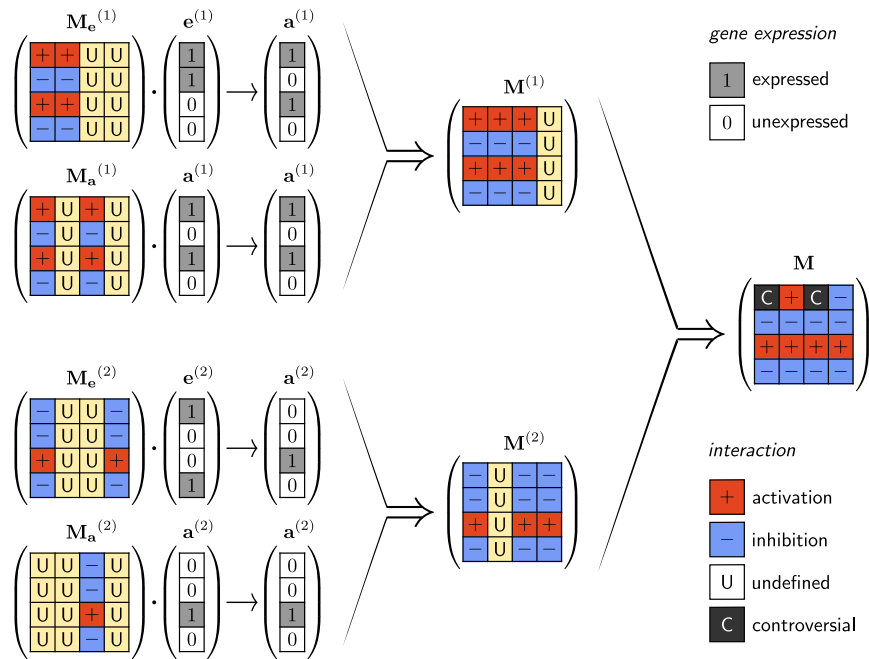 Mₑ⁽¹⁾ e⁽¹⁾ a⁽¹⁾
+ + U U 1 1
− − U U · 1 → 0
+ + U U 0 1
− − U U 0 0
Mₐ⁽¹⁾ a⁽¹⁾ a⁽¹⁾
+ U + U 1 1
− U − U · 0 → 0
+ U + U 1 1
− U − U 0 0
Mₑ⁽²⁾ e⁽²⁾ a⁽²⁾
− U U − 1 0
− U U − · 0 → 0
+ U U + 0 1
− U U − 1 0
Mₐ⁽²⁾ a⁽²⁾ a⁽²⁾
U U − U 0 0
U U − U · 0 → 0
U U + U 1 1
U U − U 0 0
M⁽¹⁾
+ + + U
− − − U
+ + + U
− − − U
M⁽²⁾
− U − −
− U − −
+ U + +
− U − −
M
C + C −
− − − −
+ + + +
− − − −
gene expression
1 expressed
0 unexpressed
interaction
+ activation
− inhibition
U undefined
C controversial